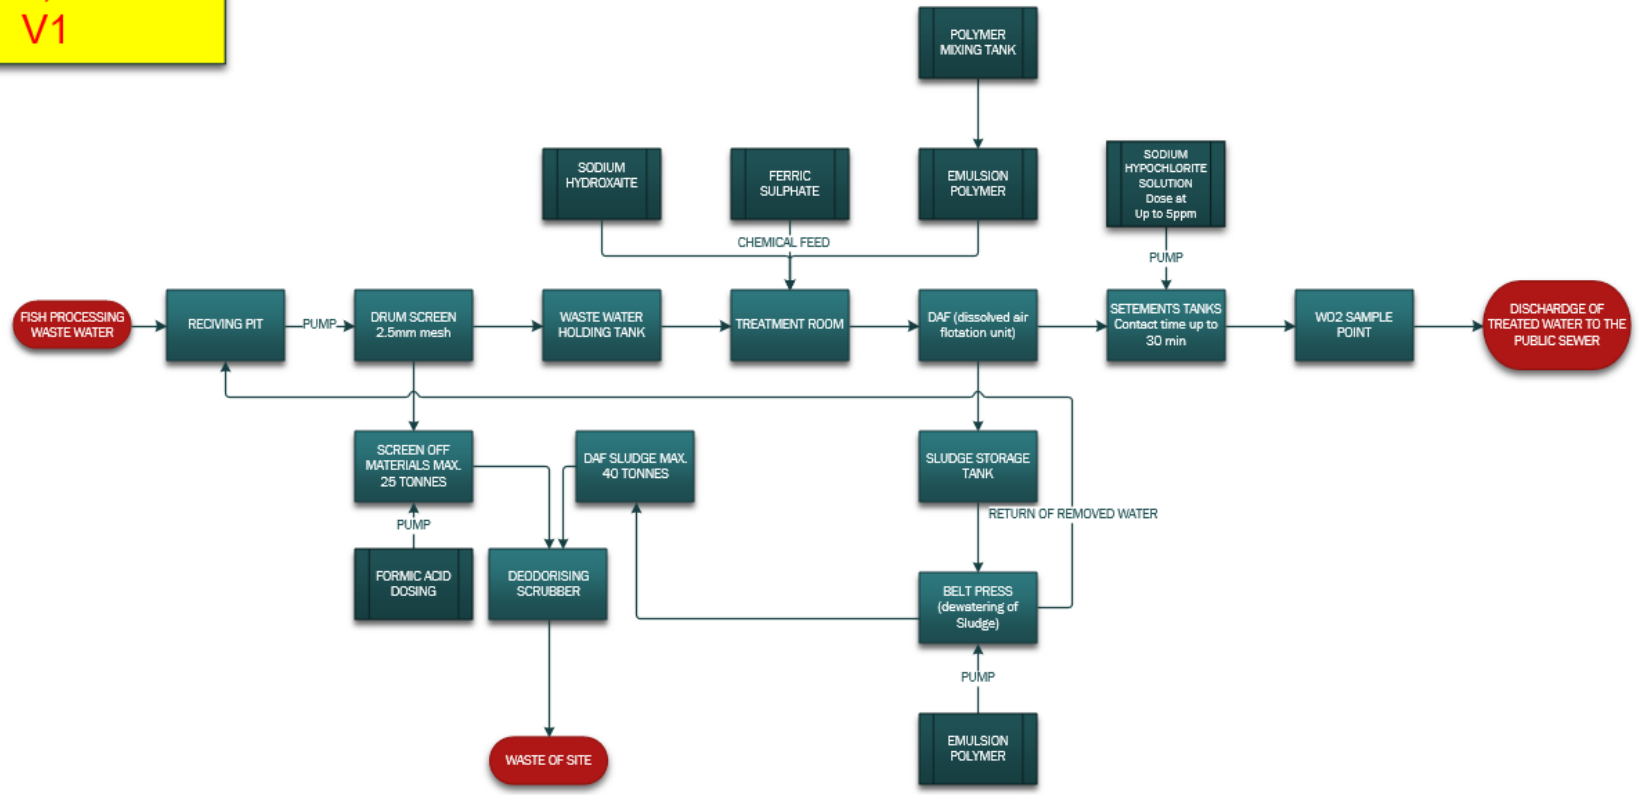 V1
POLYMER
MIXING TANK
SODIUM
HYDROXAITE
FERRIC
SULPHATE
EMULSION
POLYMER
SODIUM
HYPOCHLORITE
SOLUTION
Dose at
Up to 5ppm
CHEMICAL FEED
PUMP
FISH PROCESSING
WASTE WATER
RECIVING PIT
PUMP
DRUM SCREEN
2.5mm mesh
WASTE WATER
HOLDING TANK
TREATMENT ROOM
DAF (dissolved air
flotation unit)
SETEMENTS TANKS
Contact time up to
30 min
WO2 SAMPLE
POINT
DISCHARDGE OF
TREATED WATER TO THE
PUBLIC SEWER
SCREEN OFF
MATERIALS MAX.
25 TONNES
DAF SLUDGE MAX.
40 TONNES
SLUDGE STORAGE
TANK
RETURN OF REMOVED WATER
PUMP
FORMIC ACID
DOSING
DEODORISING
SCRUBBER
BELT PRESS
(dewatering of
Sludge)
PUMP
EMULSION
POLYMER
WASTE OF SITE